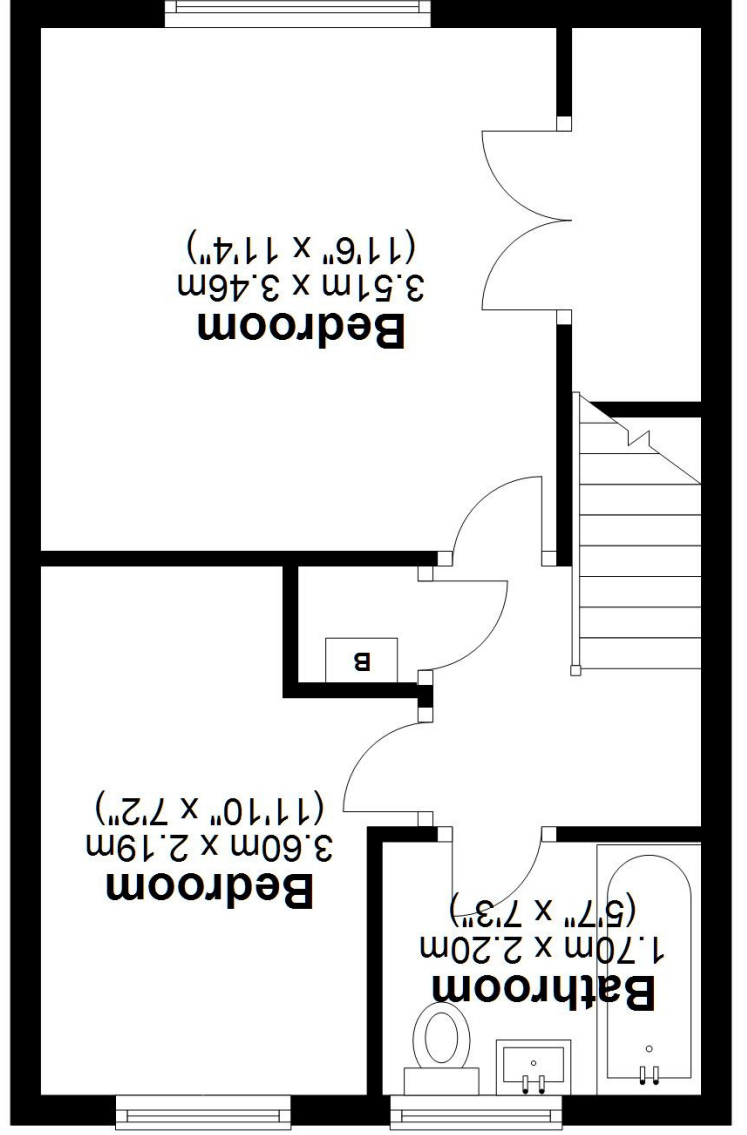 Bathroom
1.70m x 2.20m
(5'7" x 7'3")
Bedroom
3.60m x 2.19m
(11'10" x 7'2")
B
Bedroom
3.51m x 3.46m
(11'6" x 11'4")